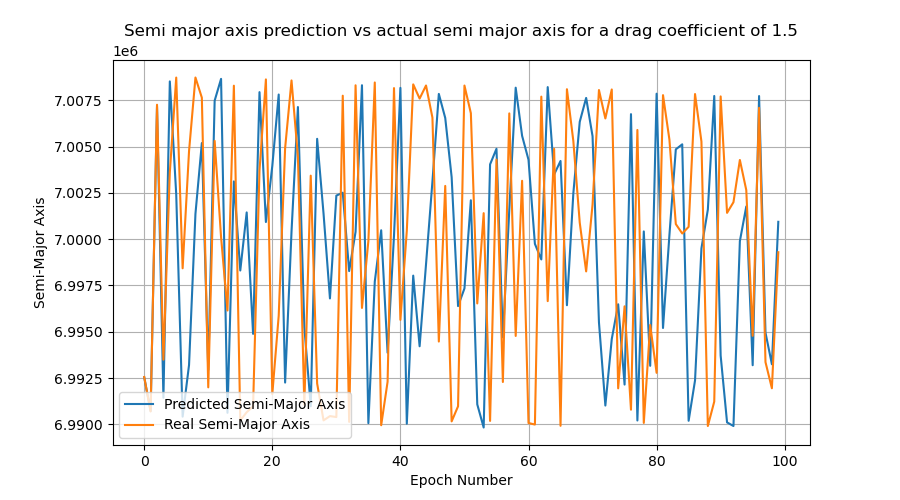 Semi major axis prediction vs actual semi major axis for a drag coefficient of 1.5
1e6
7.0075
7.0050
7.0025
7.0000
6.9975
6.9950
6.9925
6.9900
Semi-Major Axis
Predicted Semi-Major Axis
Real Semi-Major Axis
0 20 40 60 80 100
Epoch Number